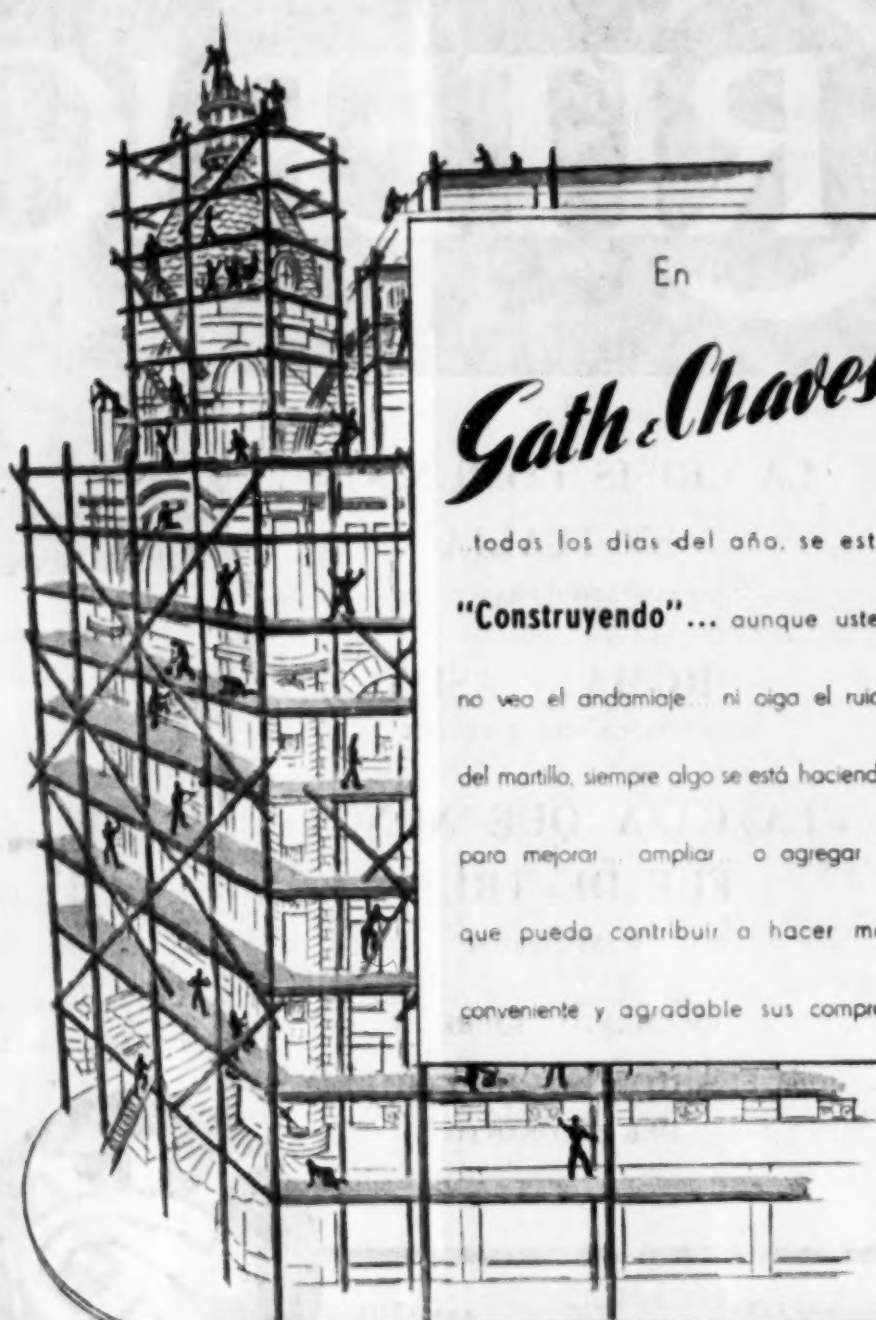 En
Gath & Chaves
...todos los dias del año, se est
"Construyendo"... aunque uste
no vea el andamiaje... ni oiga el ruid
del martillo, siempre algo se está haciend
para mejorar... ampliar... o agregar
que pueda contribuir a hacer m
conveniente y agradable sus compr